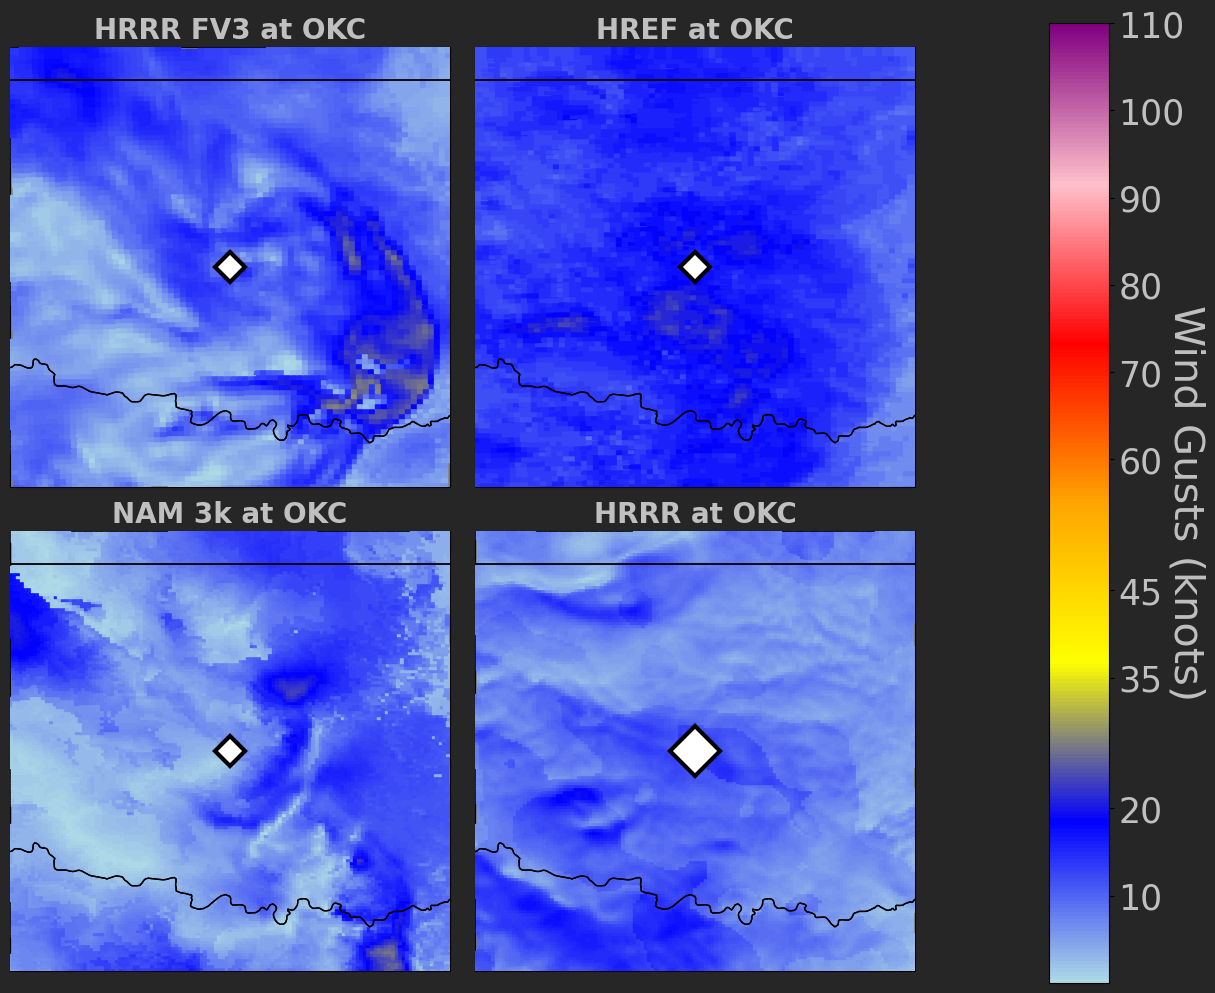 HRRR FV3 at OKC
HREF at OKC
NAM 3k at OKC
HRRR at OKC
110
100
90
80
70
60
45
35
20
10
Wind Gusts (knots)